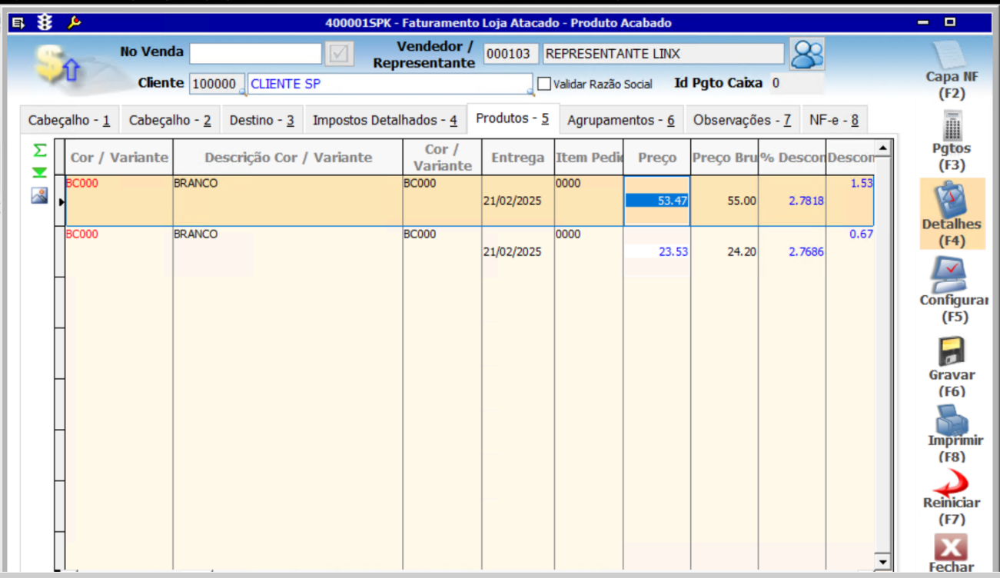 400001SPK - Faturamento Loja Atacado - Produto Acabado
No Venda
Vendedor / Representante 000103 REPRESENTANTE LINX
Cliente 100000 CLIENTE SP Validar Razão Social Id Pgto Caixa 0
Capa NF (F2)
Cabeçalho - 1 Cabeçalho - 2 Destino - 3 Impostos Detalhados - 4 Produtos - 5 Agrupamentos - 6 Observações - 7 NF-e - 8
Cor / Variante Descrição Cor / Variante Cor / Variante Entrega Item Pedid Preço Preço Bru % Descon Descon
BC000 BRANCO BC000 21/02/2025 0000 53.47 55.00 2.7818 1.53
BC000 BRANCO BC000 21/02/2025 0000 23.53 24.20 2.7686 0.67
Pgtos (F3)
Detalhes (F4)
Configurar (F5)
Gravar (F6)
Imprimir (F8)
Reiniciar (F7)
Fechar